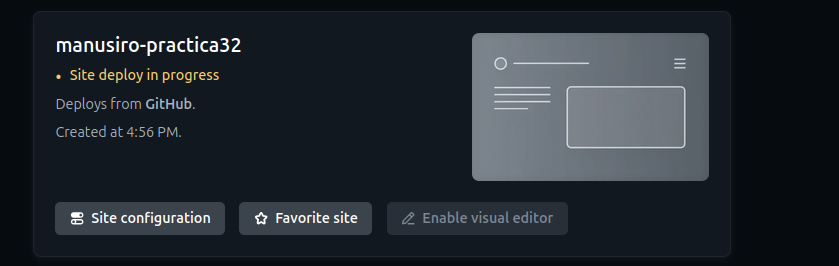 manusiro-practica32
Site deploy in progress
Deploys from GitHub.
Created at 4:56 PM.
Site configuration
Favorite site
Enable visual editor